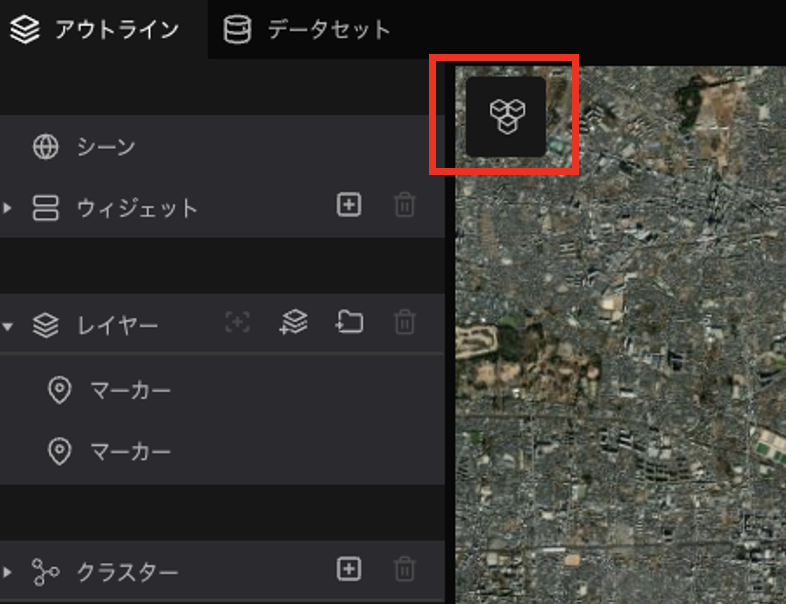 アウトライン
データセット
シーン
ウィジェット
レイヤー
マーカー
マーカー
クラスター